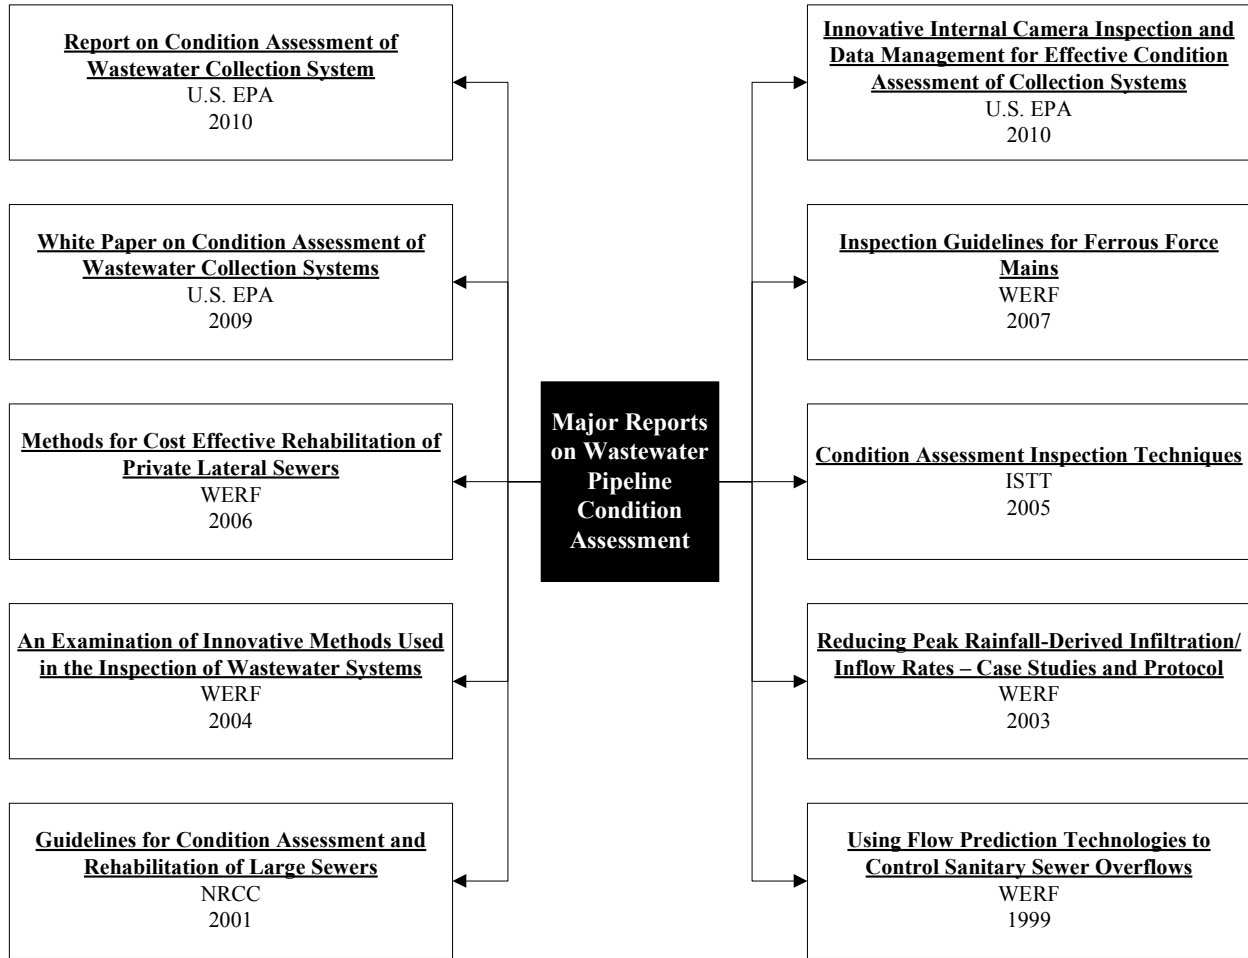 Report on Condition Assessment of
Wastewater Collection System
U.S. EPA
2010
Innovative Internal Camera Inspection and
Data Management for Effective Condition
Assessment of Collection Systems
U.S. EPA
2010
White Paper on Condition Assessment of
Wastewater Collection Systems
U.S. EPA
2009
Inspection Guidelines for Ferrous Force
Mains
WERF
2007
Major Reports
on Wastewater
Pipeline
Condition
Assessment
Methods for Cost Effective Rehabilitation of
Private Lateral Sewers
WERF
2006
Condition Assessment Inspection Techniques
ISTT
2005
An Examination of Innovative Methods Used
in the Inspection of Wastewater Systems
WERF
2004
Reducing Peak Rainfall-Derived Infiltration/
Inflow Rates – Case Studies and Protocol
WERF
2003
Guidelines for Condition Assessment and
Rehabilitation of Large Sewers
NRCC
2001
Using Flow Prediction Technologies to
Control Sanitary Sewer Overflows
WERF
1999